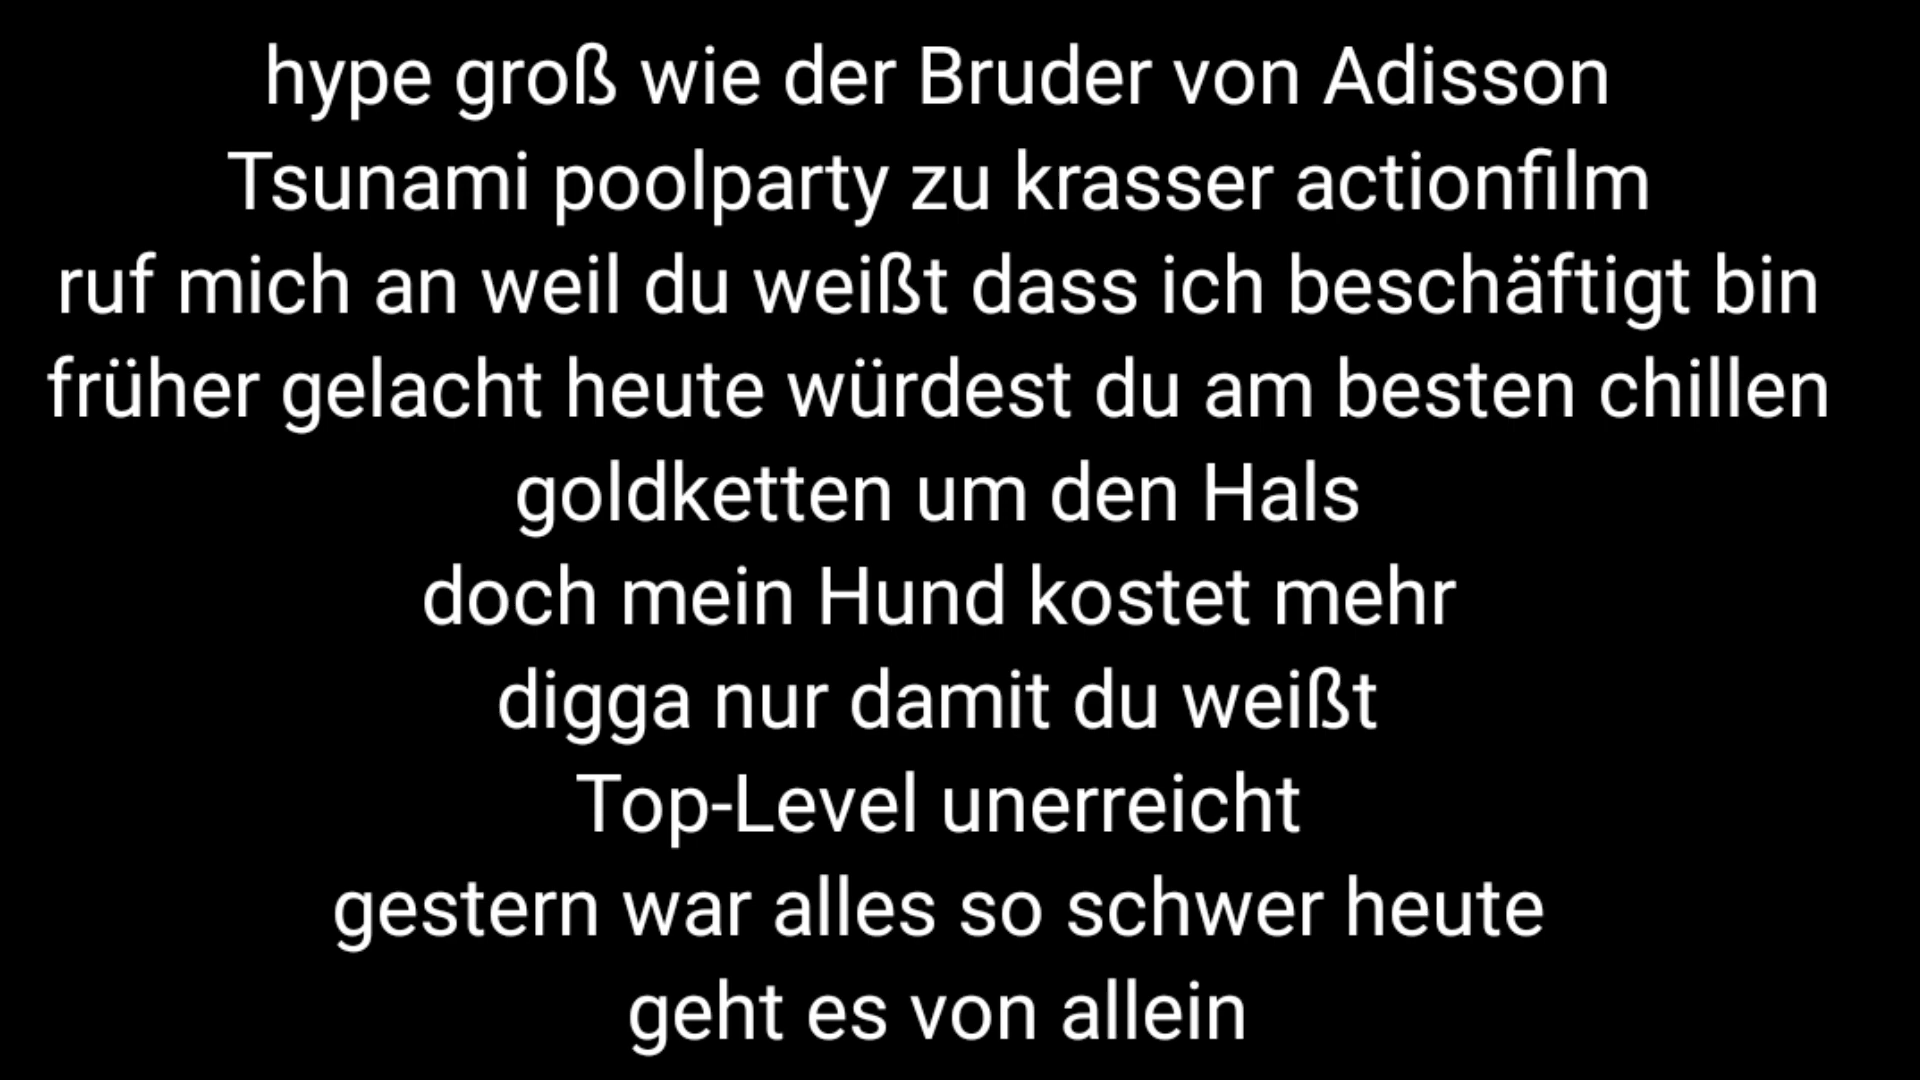 hype groß wie der Bruder von Adisson
Tsunami poolparty zu krasser actionfilm
ruf mich an weil du weißt dass ich beschäftigt bin
früher gelacht heute würdest du am besten chillen
goldketten um den Hals
doch mein Hund kostet mehr
digga nur damit du weißt
Top-Level unerreicht
gestern war alles so schwer heute
geht es von allein